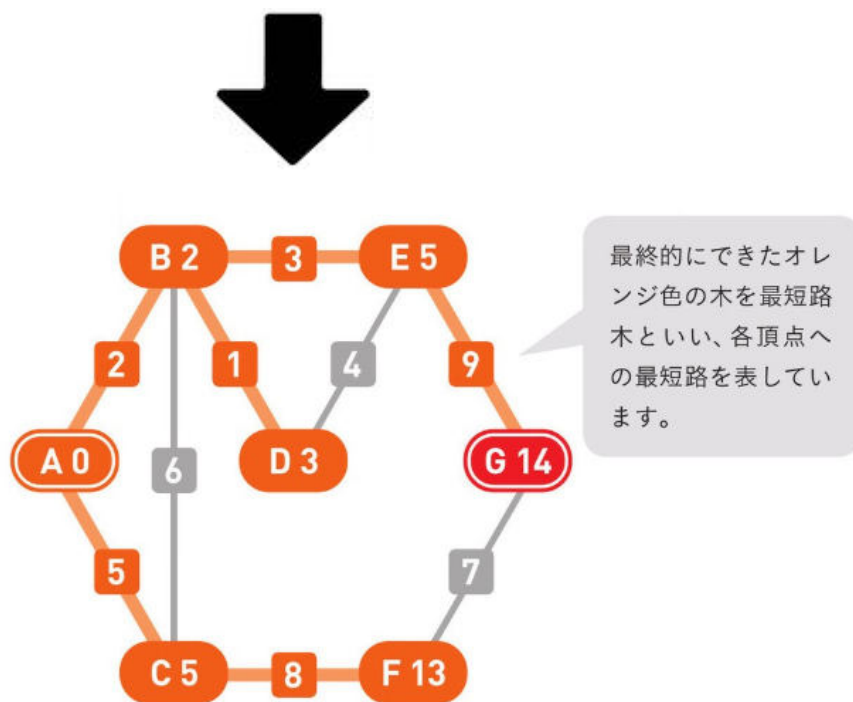 B 2 3 E 5
最終的にできたオレ
ンジ色の木を最短路
木といい、各頂点へ
の最短路を表してい
ます。
2 1 4 9
A 0 6 D 3 G 14
5 7
C 5 8 F 13